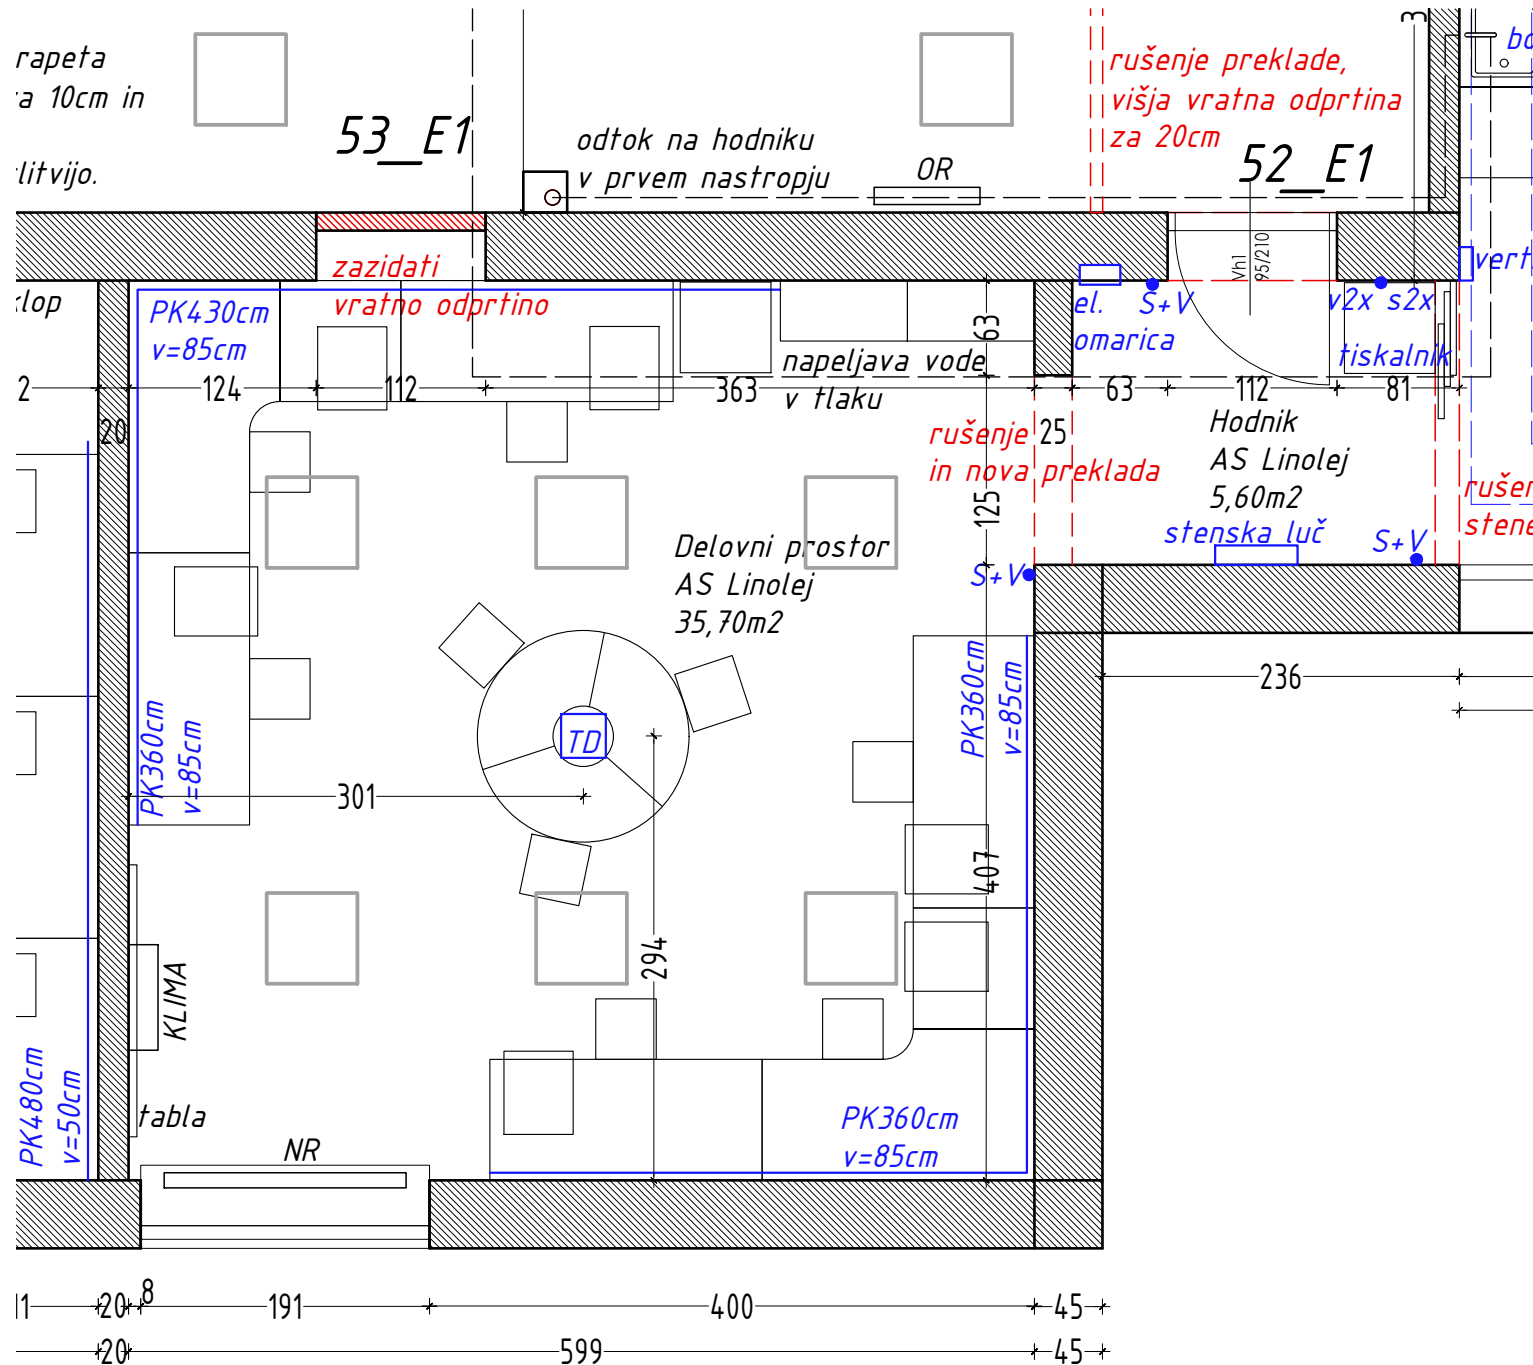 rapeta
a 10cm in
litvijo.
53_E1
odtok na hodniku
v prvem nastropju
OR
rušenje preklade,
višja vratna odprtina
za 20cm
52_E1
3
zazidati
vratno odprtino
klop
PK430cm
v=85cm
Vh1
95/210
vert
el.
omarica
S+V
v2x s2x
tiskalnik
63
napeljava vode
v tlaku
2
124
112
363
63
112
81
20
rušenje
in nova preklada
25
125
Hodnik
AS Linolej
5,60m2
stenska luč
S+V
rušen
stene
Delovni prostor
AS Linolej
35,70m2
S+V
236
PK360cm
v=85cm
PK360cm
v=85cm
TD
301
407
294
KLIMA
PK480cm
v=50cm
tabla
NR
PK360cm
v=85cm
20
8
191
400
45
20
599
45